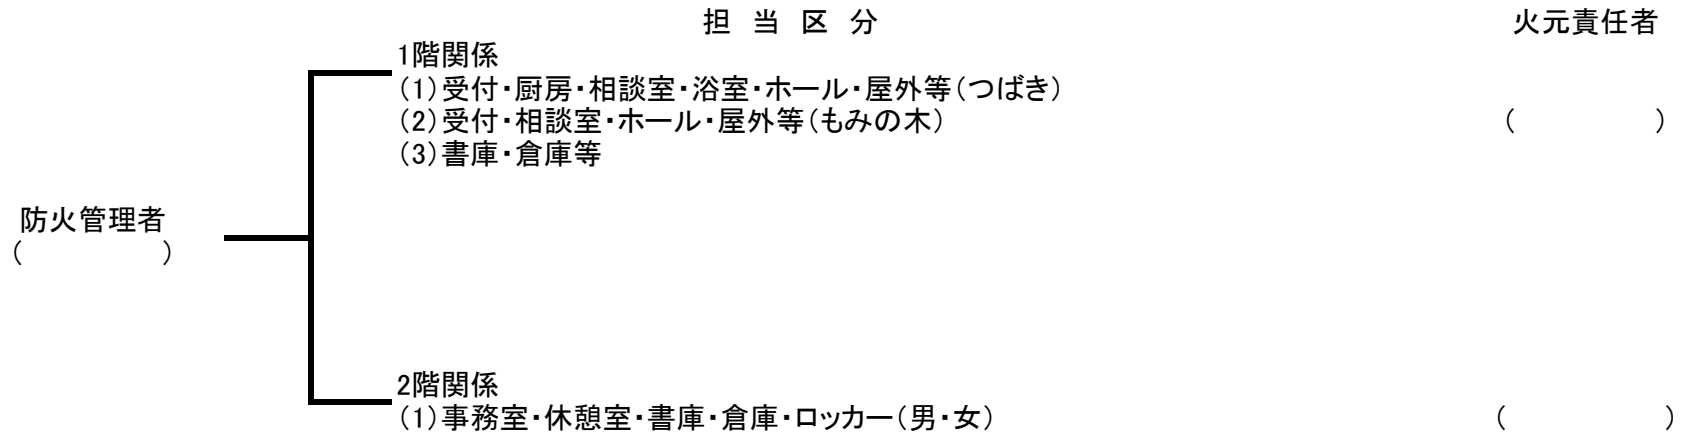 担当区分 火元責任者
1階関係
(1)受付・厨房・相談室・浴室・ホール・屋外等(つばき)
(2)受付・相談室・ホール・屋外等(もみの木) (　　　　)
(3)書庫・倉庫等
防火管理者
(　　　　)
2階関係
(1)事務室・休憩室・書庫・倉庫・ロッカー(男・女) (　　　　)